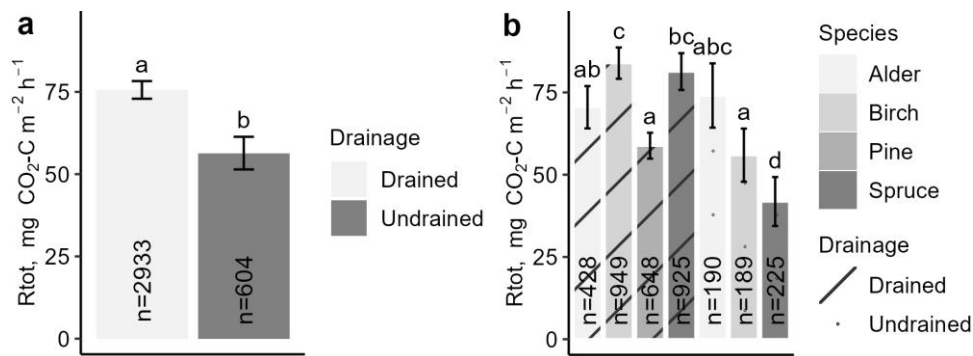 a
Rtot, mg CO₂-C m⁻² h⁻¹
75
50
25
0
a
b
n=2933
n=604
Drainage
Drained
Undrained
b
Rtot, mg CO₂-C m⁻² h⁻¹
75
50
25
0
ab
c
a
bc
abc
a
d
n=428
n=949
n=648
n=925
n=190
n=189
n=225
Species
Alder
Birch
Pine
Spruce
Drainage
Drained
Undrained